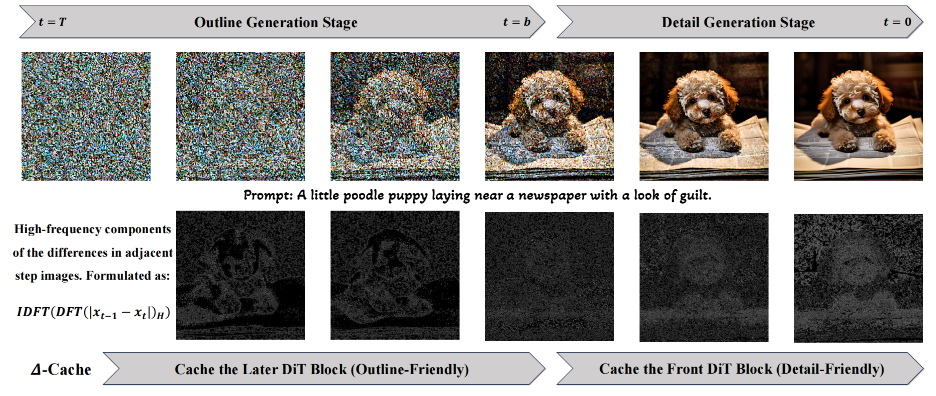 t = T Outline Generation Stage t = b Detail Generation Stage t = 0
Prompt: A little poodle puppy laying near a newspaper with a look of guilt.
High-frequency components
of the differences in adjacent
step images. Formulated as:
IDFT(DFT(|x_{t−1} − x_t|)_H)
Δ-Cache Cache the Later DiT Block (Outline-Friendly) Cache the Front DiT Block (Detail-Friendly)